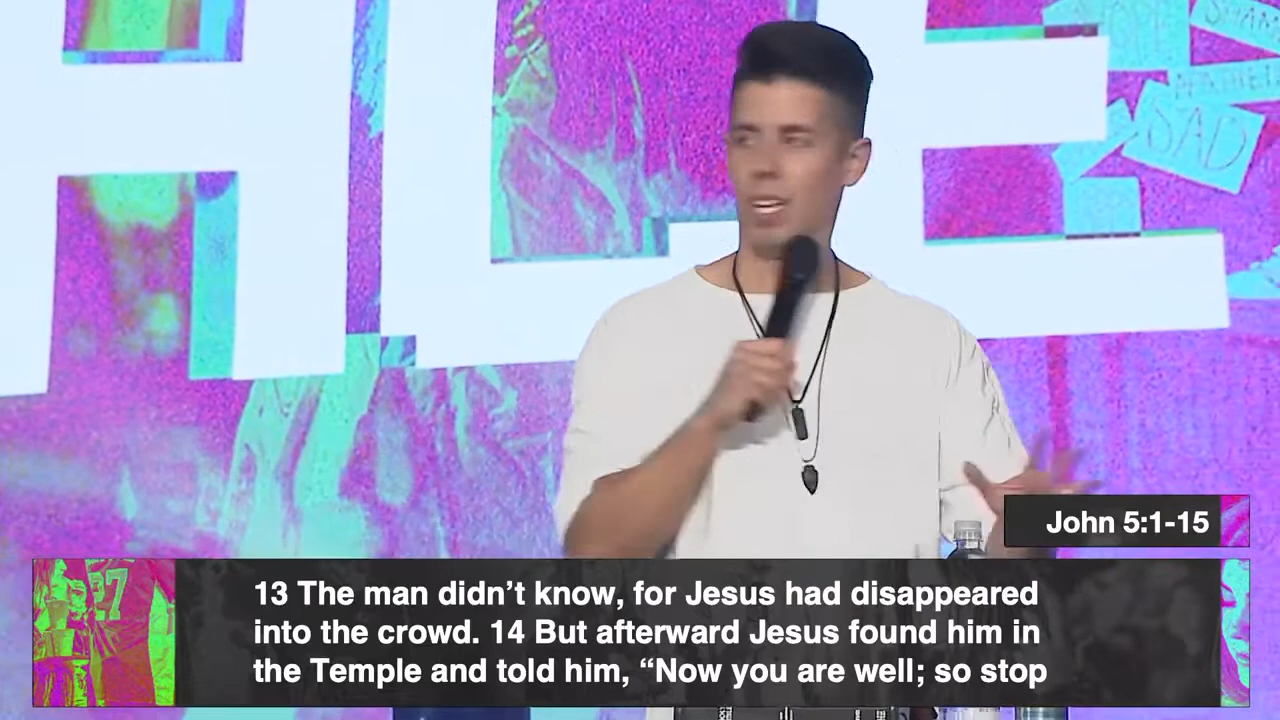 SAD
John 5:1-15
13 The man didn’t know, for Jesus had disappeared
into the crowd. 14 But afterward Jesus found him in
the Temple and told him, “Now you are well; so stop